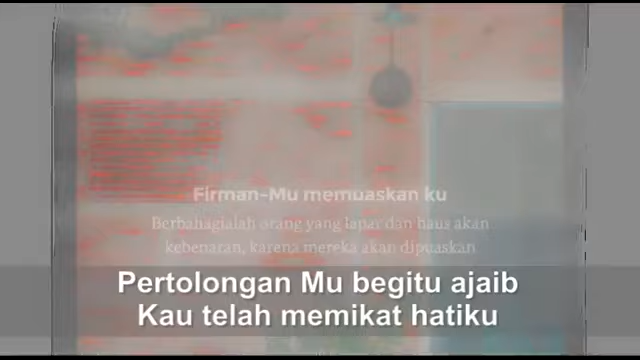 Firman-Mu memuaskan ku
Berbahagialah orang yang lapar dan haus akan
kebenaran, karena mereka akan dipuaskan
Pertolongan Mu begitu ajaib
Kau telah memikat hatiku